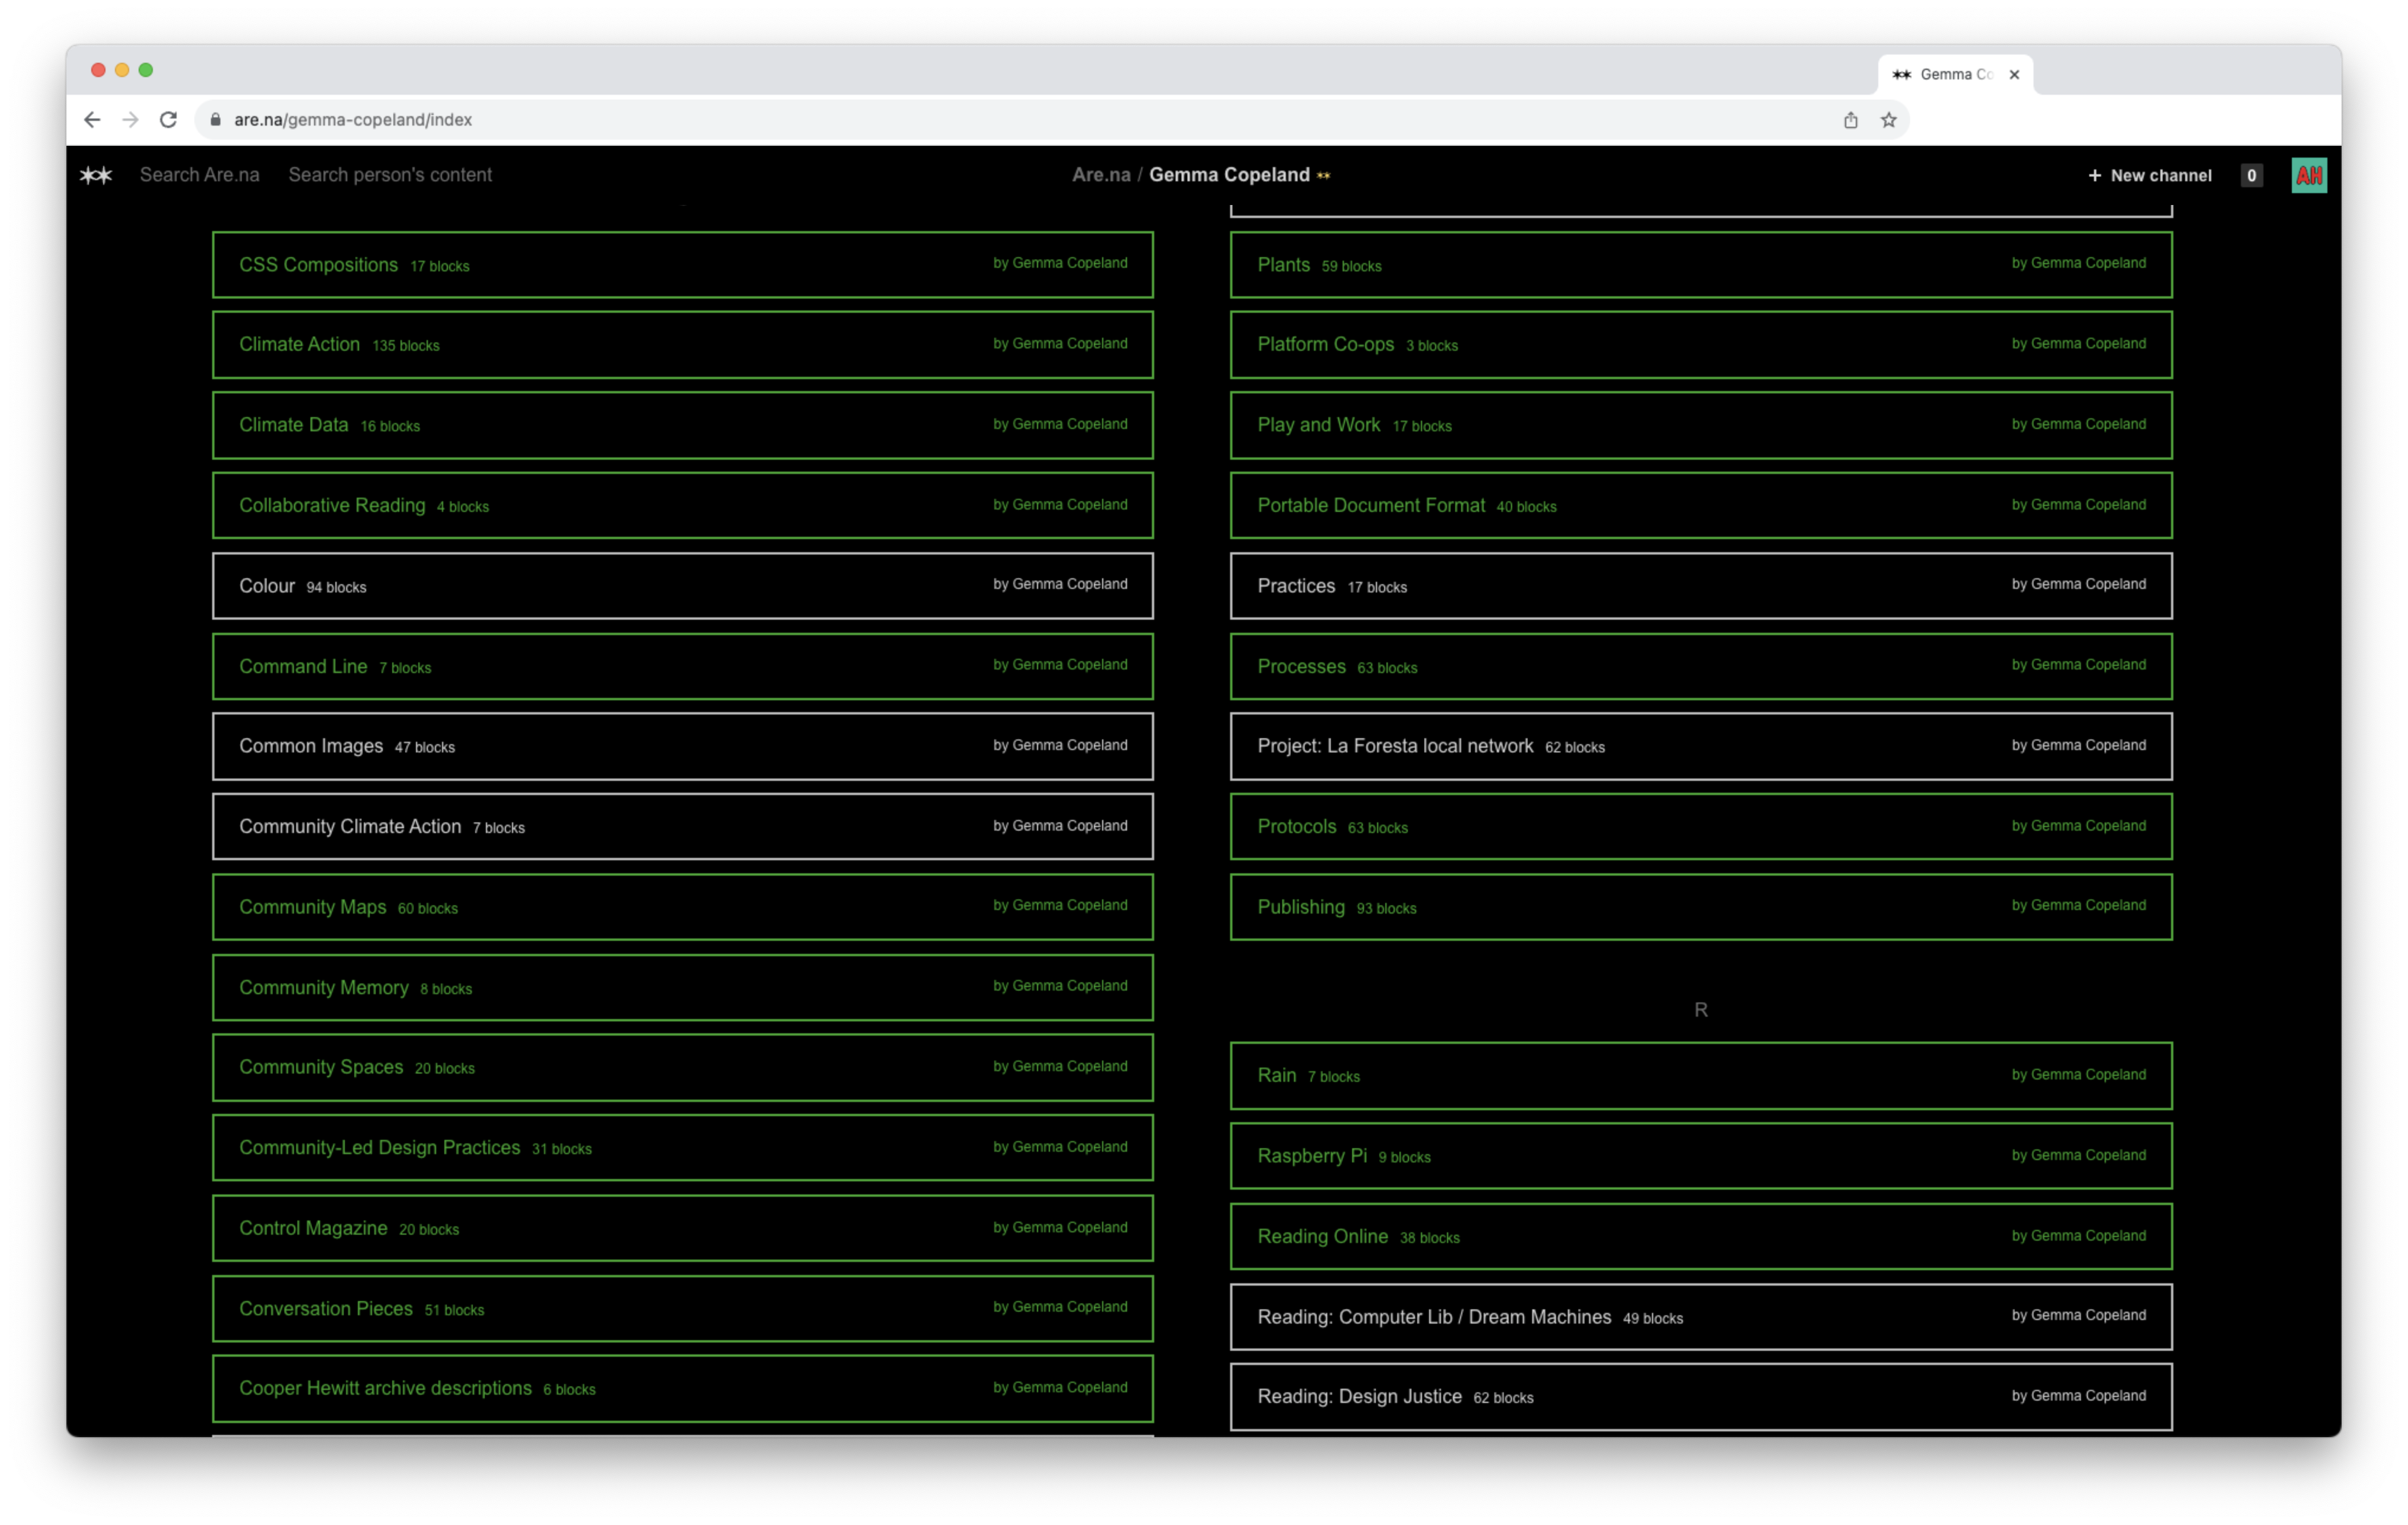 Gemma Co
are.na/gemma-copeland/index
Search Are.na Search person's content Are.na / Gemma Copeland + New channel 0 AH
CSS Compositions 17 blocks by Gemma Copeland
Climate Action 135 blocks by Gemma Copeland
Climate Data 16 blocks by Gemma Copeland
Collaborative Reading 4 blocks by Gemma Copeland
Colour 94 blocks by Gemma Copeland
Command Line 7 blocks by Gemma Copeland
Common Images 47 blocks by Gemma Copeland
Community Climate Action 7 blocks by Gemma Copeland
Community Maps 60 blocks by Gemma Copeland
Community Memory 8 blocks by Gemma Copeland
Community Spaces 20 blocks by Gemma Copeland
Community-Led Design Practices 31 blocks by Gemma Copeland
Control Magazine 20 blocks by Gemma Copeland
Conversation Pieces 51 blocks by Gemma Copeland
Cooper Hewitt archive descriptions 6 blocks by Gemma Copeland
Plants 59 blocks by Gemma Copeland
Platform Co-ops 3 blocks by Gemma Copeland
Play and Work 17 blocks by Gemma Copeland
Portable Document Format 40 blocks by Gemma Copeland
Practices 17 blocks by Gemma Copeland
Processes 63 blocks by Gemma Copeland
Project: La Foresta local network 62 blocks by Gemma Copeland
Protocols 63 blocks by Gemma Copeland
Publishing 93 blocks by Gemma Copeland
R
Rain 7 blocks by Gemma Copeland
Raspberry Pi 9 blocks by Gemma Copeland
Reading Online 38 blocks by Gemma Copeland
Reading: Computer Lib / Dream Machines 49 blocks by Gemma Copeland
Reading: Design Justice 62 blocks by Gemma Copeland